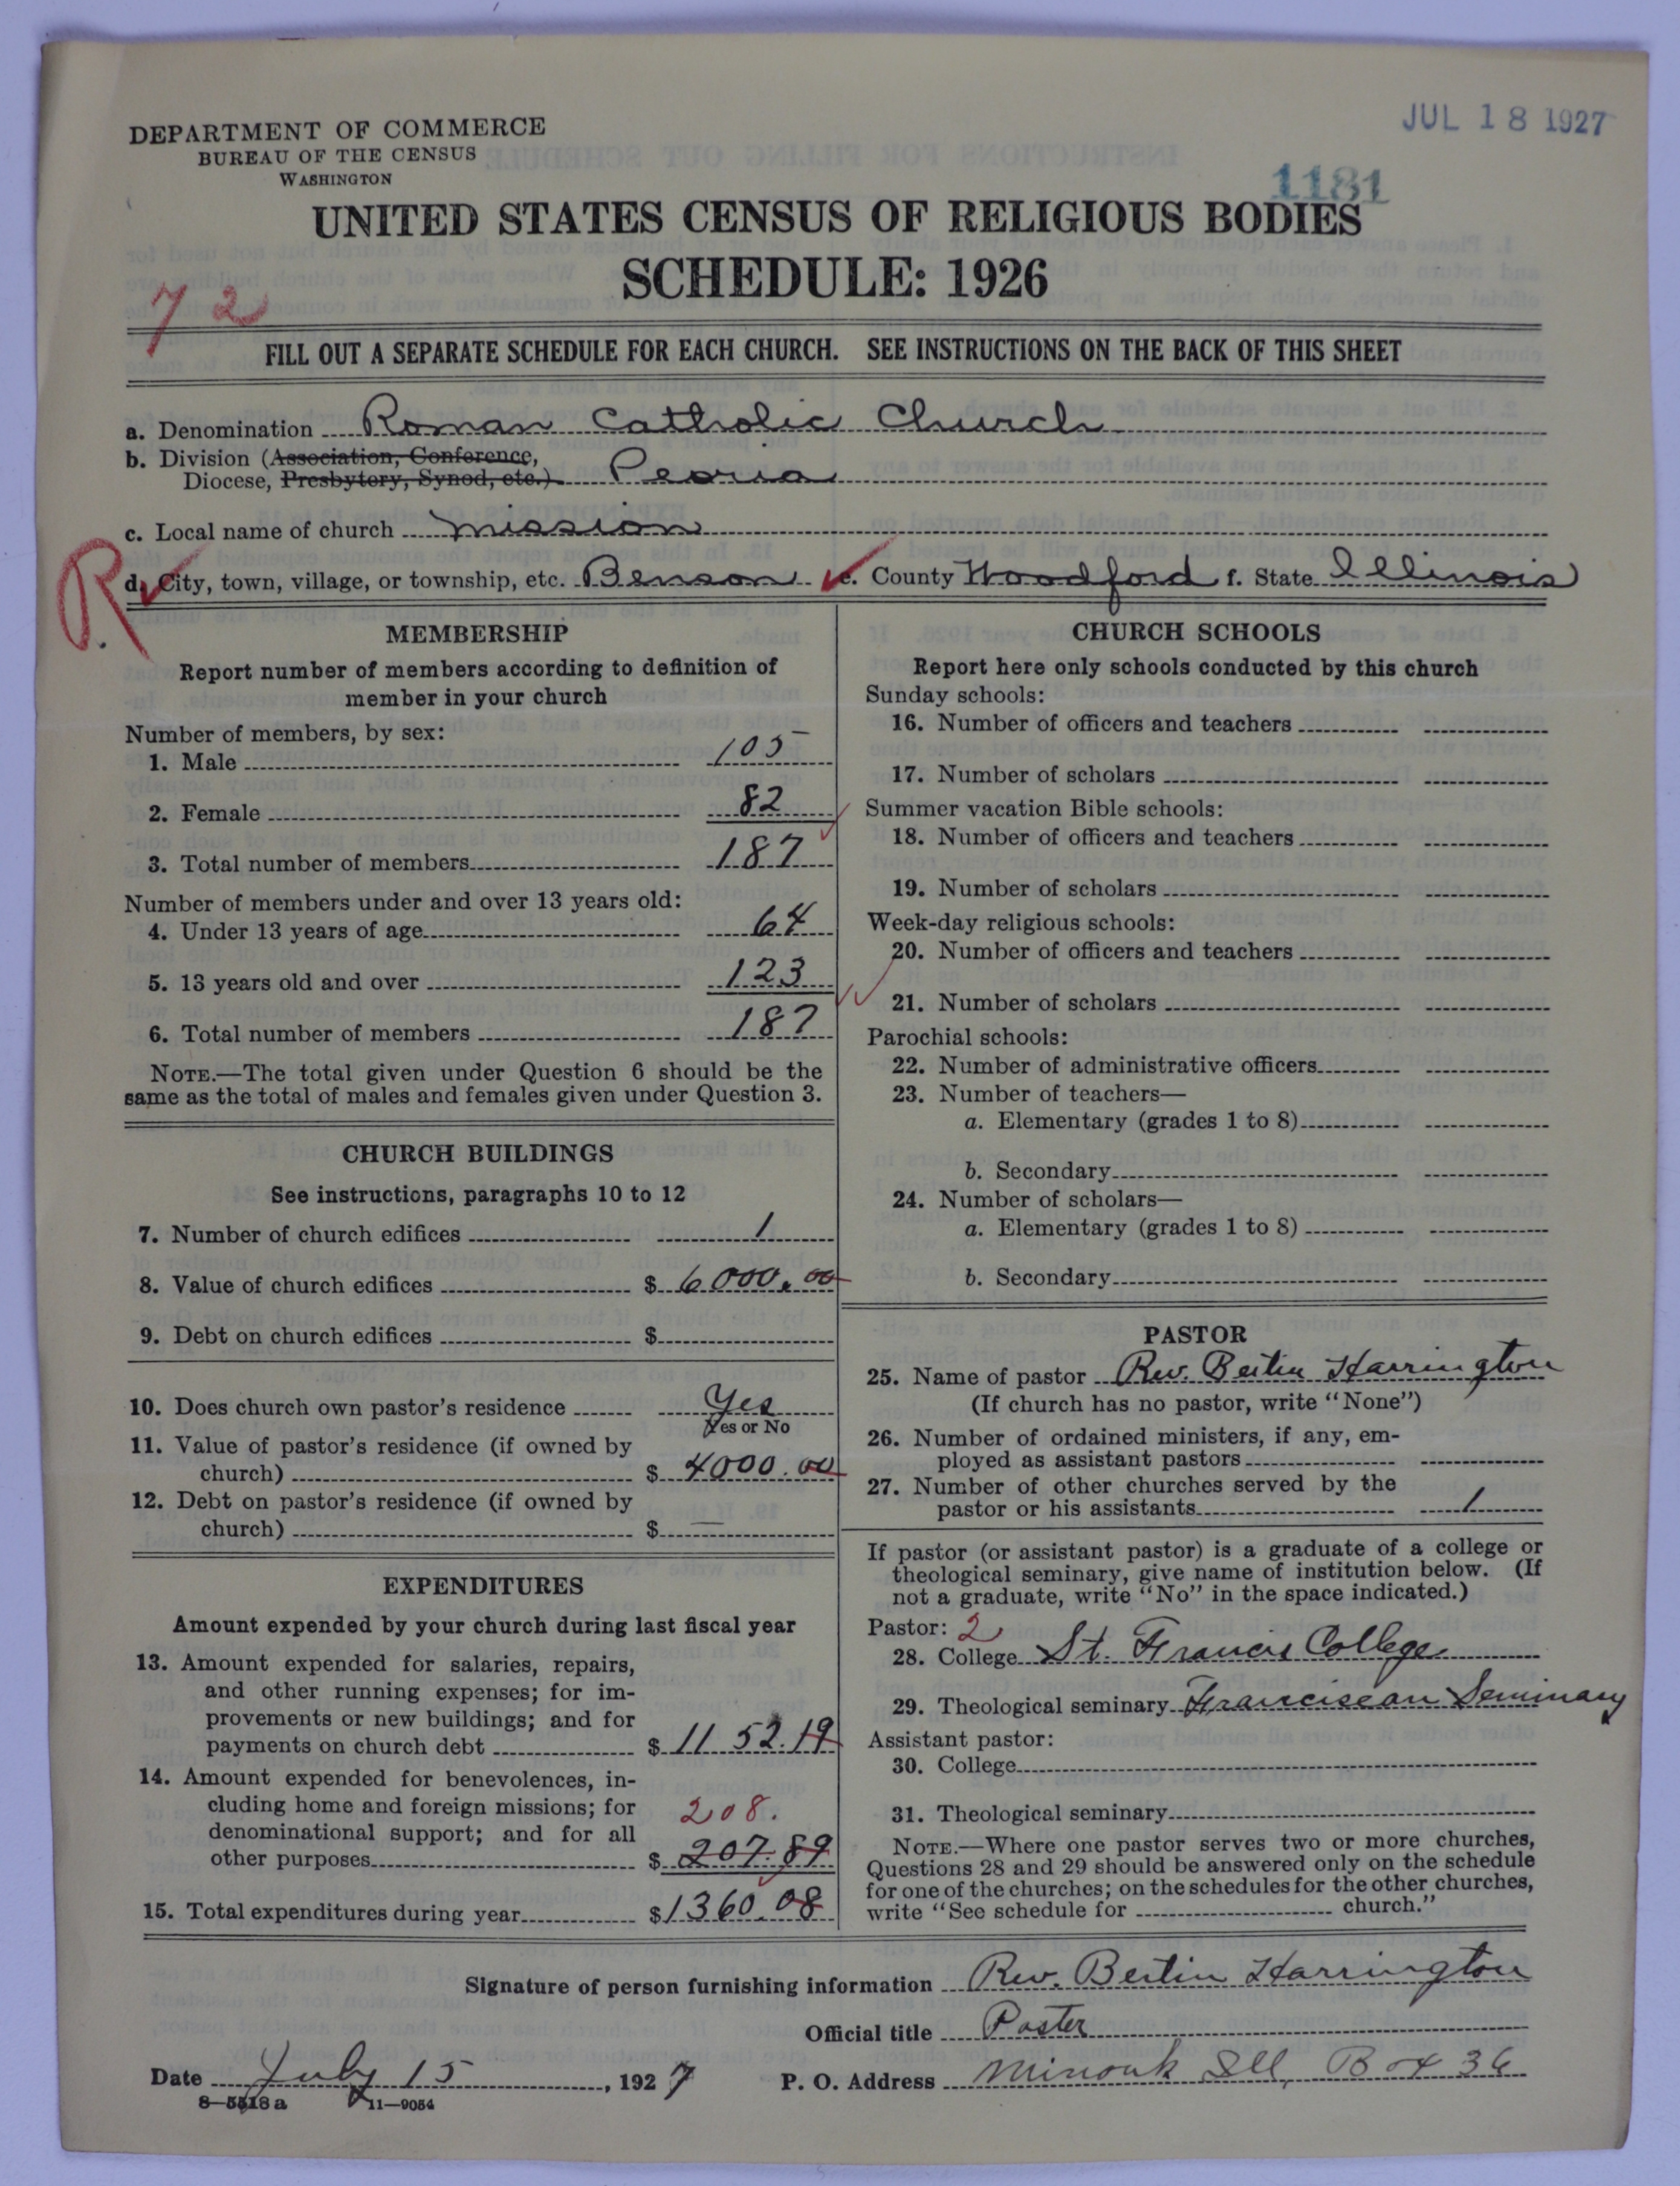 JUL 18 1927
DEPARTMENT OF COMMERCE
BUREAU OF THE CENSUS
WASHINGTON
1181
UNITED STATES CENSUS OF RELIGIOUS BODIES
SCHEDULE: 1926
72
FILL OUT A SEPARATE SCHEDULE FOR EACH CHURCH. SEE INSTRUCTIONS ON THE BACK OF THIS SHEET
a. Denomination Roman Catholic Church
b. Division (Association, Conference,
Diocese, Presbytery, Synod, etc.) Peoria
c. Local name of church Mission
R
d. City, town, village, or township, etc. Benson e. County Woodford f. State Illinois
MEMBERSHIP
Report number of members according to definition of
member in your church
Number of members, by sex:
1. Male 105
2. Female 82
3. Total number of members 187
Number of members under and over 13 years old:
4. Under 13 years of age 64
5. 13 years old and over 123
6. Total number of members 187
NOTE.—The total given under Question 6 should be the
same as the total of males and females given under Question 3.
CHURCH BUILDINGS
See instructions, paragraphs 10 to 12
7. Number of church edifices 1
8. Value of church edifices $ 6000.00
9. Debt on church edifices $
10. Does church own pastor's residence Yes
Yes or No
11. Value of pastor's residence (if owned by
church) $ 4000.00
12. Debt on pastor's residence (if owned by
church) $ —
EXPENDITURES
Amount expended by your church during last fiscal year
13. Amount expended for salaries, repairs,
and other running expenses; for im-
provements or new buildings; and for
payments on church debt $ 1152.19
14. Amount expended for benevolences, in-
cluding home and foreign missions; for 208.
denominational support; and for all
other purposes $ 207.89
15. Total expenditures during year $1360.08
CHURCH SCHOOLS
Report here only schools conducted by this church
Sunday schools:
16. Number of officers and teachers
17. Number of scholars
Summer vacation Bible schools:
18. Number of officers and teachers
19. Number of scholars
Week-day religious schools:
20. Number of officers and teachers
21. Number of scholars
Parochial schools:
22. Number of administrative officers
23. Number of teachers—
a. Elementary (grades 1 to 8)
b. Secondary
24. Number of scholars—
a. Elementary (grades 1 to 8)
b. Secondary
PASTOR
25. Name of pastor Rev. Bertin Harrington
(If church has no pastor, write "None")
26. Number of ordained ministers, if any, em-
ployed as assistant pastors
27. Number of other churches served by the
pastor or his assistants 1
If pastor (or assistant pastor) is a graduate of a college or
theological seminary, give name of institution below. (If
not a graduate, write "No" in the space indicated.)
Pastor: 2
28. College St. Francis College
29. Theological seminary Franciscan Seminary
Assistant pastor:
30. College
31. Theological seminary
NOTE.—Where one pastor serves two or more churches,
Questions 28 and 29 should be answered only on the schedule
for one of the churches; on the schedules for the other churches,
write "See schedule for church."
Signature of person furnishing information Rev. Bertin Harrington
Official title Paster
Date July 15, 1927 P. O. Address Minonk Ill, Box 36
8—5518a 11—9054